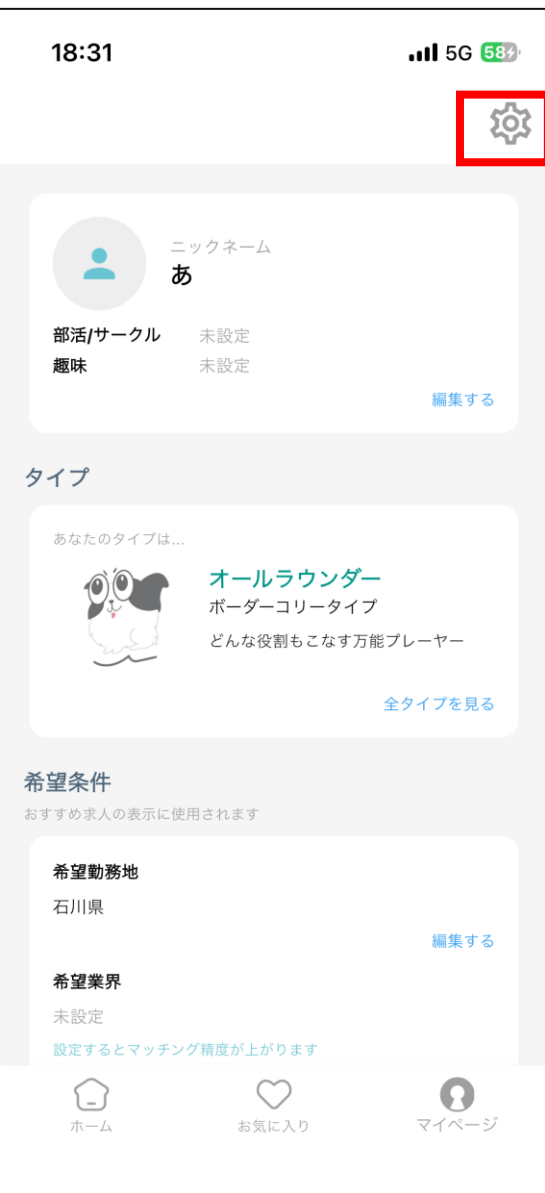 18:31
5G 58
ニックネーム
あ
部活/サークル 未設定
趣味 未設定
編集する
タイプ
あなたのタイプは...
オールラウンダー
ボーダーコリータイプ
どんな役割もこなす万能プレーヤー
全タイプを見る
希望条件
おすすめ求人の表示に使用されます
希望勤務地
石川県
編集する
希望業界
未設定
設定するとマッチング精度が上がります
ホーム お気に入り マイページ